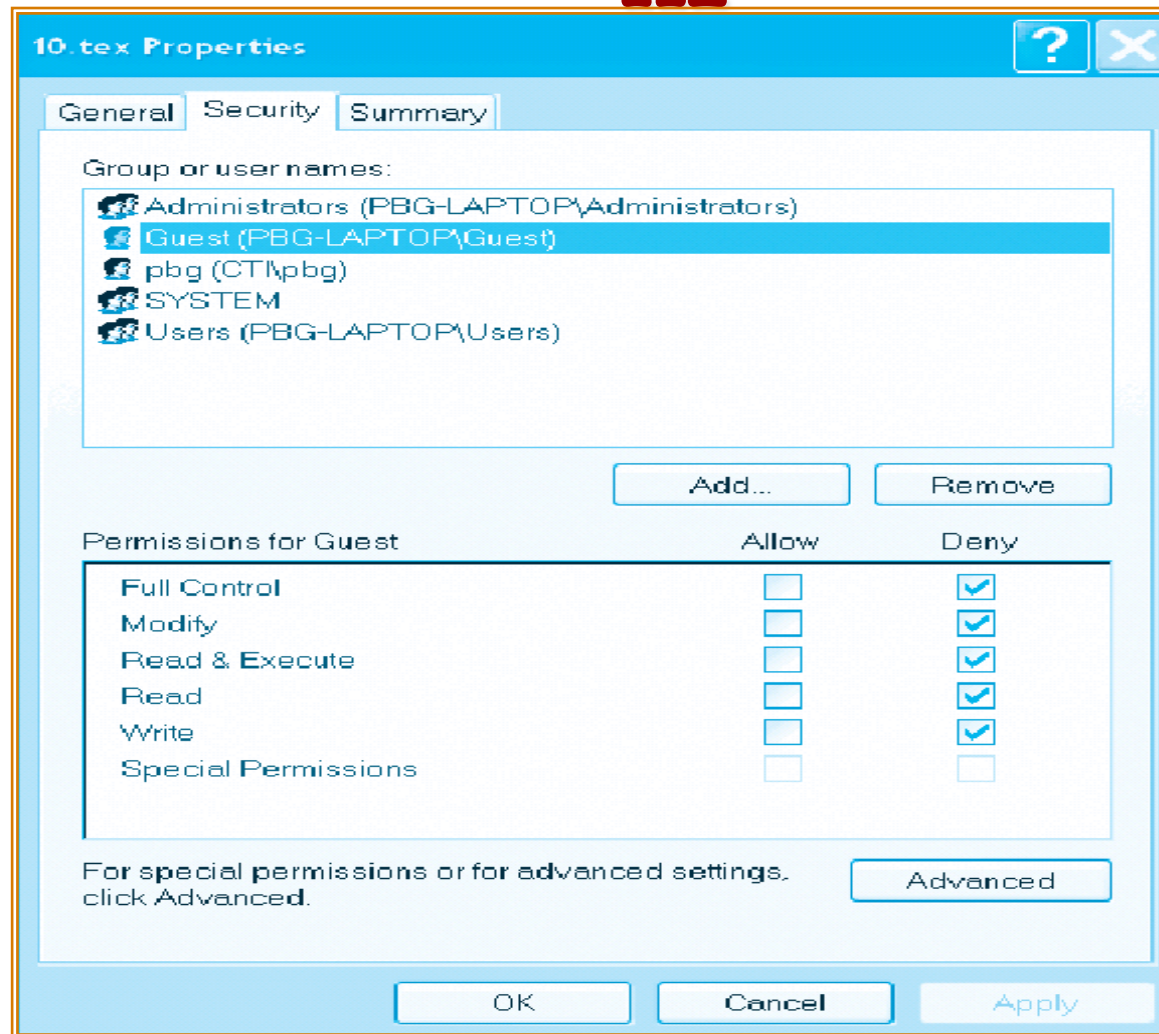 10.tex Properties
General Security Summary
Group or user names:
Administrators (PBG-LAPTOP\Administrators)
Guest (PBG-LAPTOP\Guest)
pbg (CTI\pbg)
SYSTEM
Users (PBG-LAPTOP\Users)
Add... Remove
Permissions for Guest Allow Deny
Full Control
Modify
Read & Execute
Read
Write
Special Permissions
For special permissions or for advanced settings, click Advanced.
Advanced
OK Cancel Apply